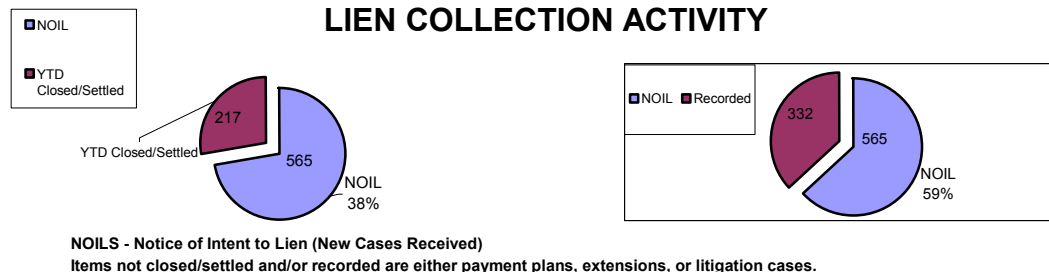 LIEN COLLECTION ACTIVITY
NOIL
YTD
Closed/Settled
217
YTD Closed/Settled
565
NOIL
38%
NOIL
Recorded
332
565
NOIL
59%
NOILS - Notice of Intent to Lien (New Cases Received)
Items not closed/settled and/or recorded are either payment plans, extensions, or litigation cases.